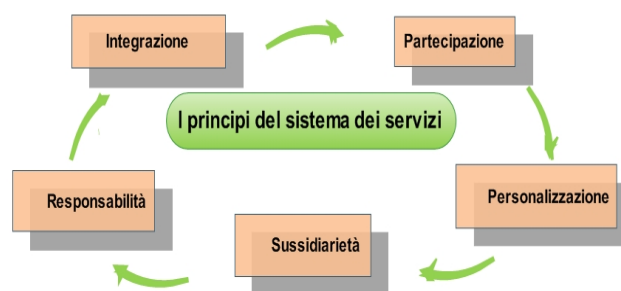 Integrazione
Partecipazione
I principi del sistema dei servizi
Responsabilità
Personalizzazione
Sussidiarietà